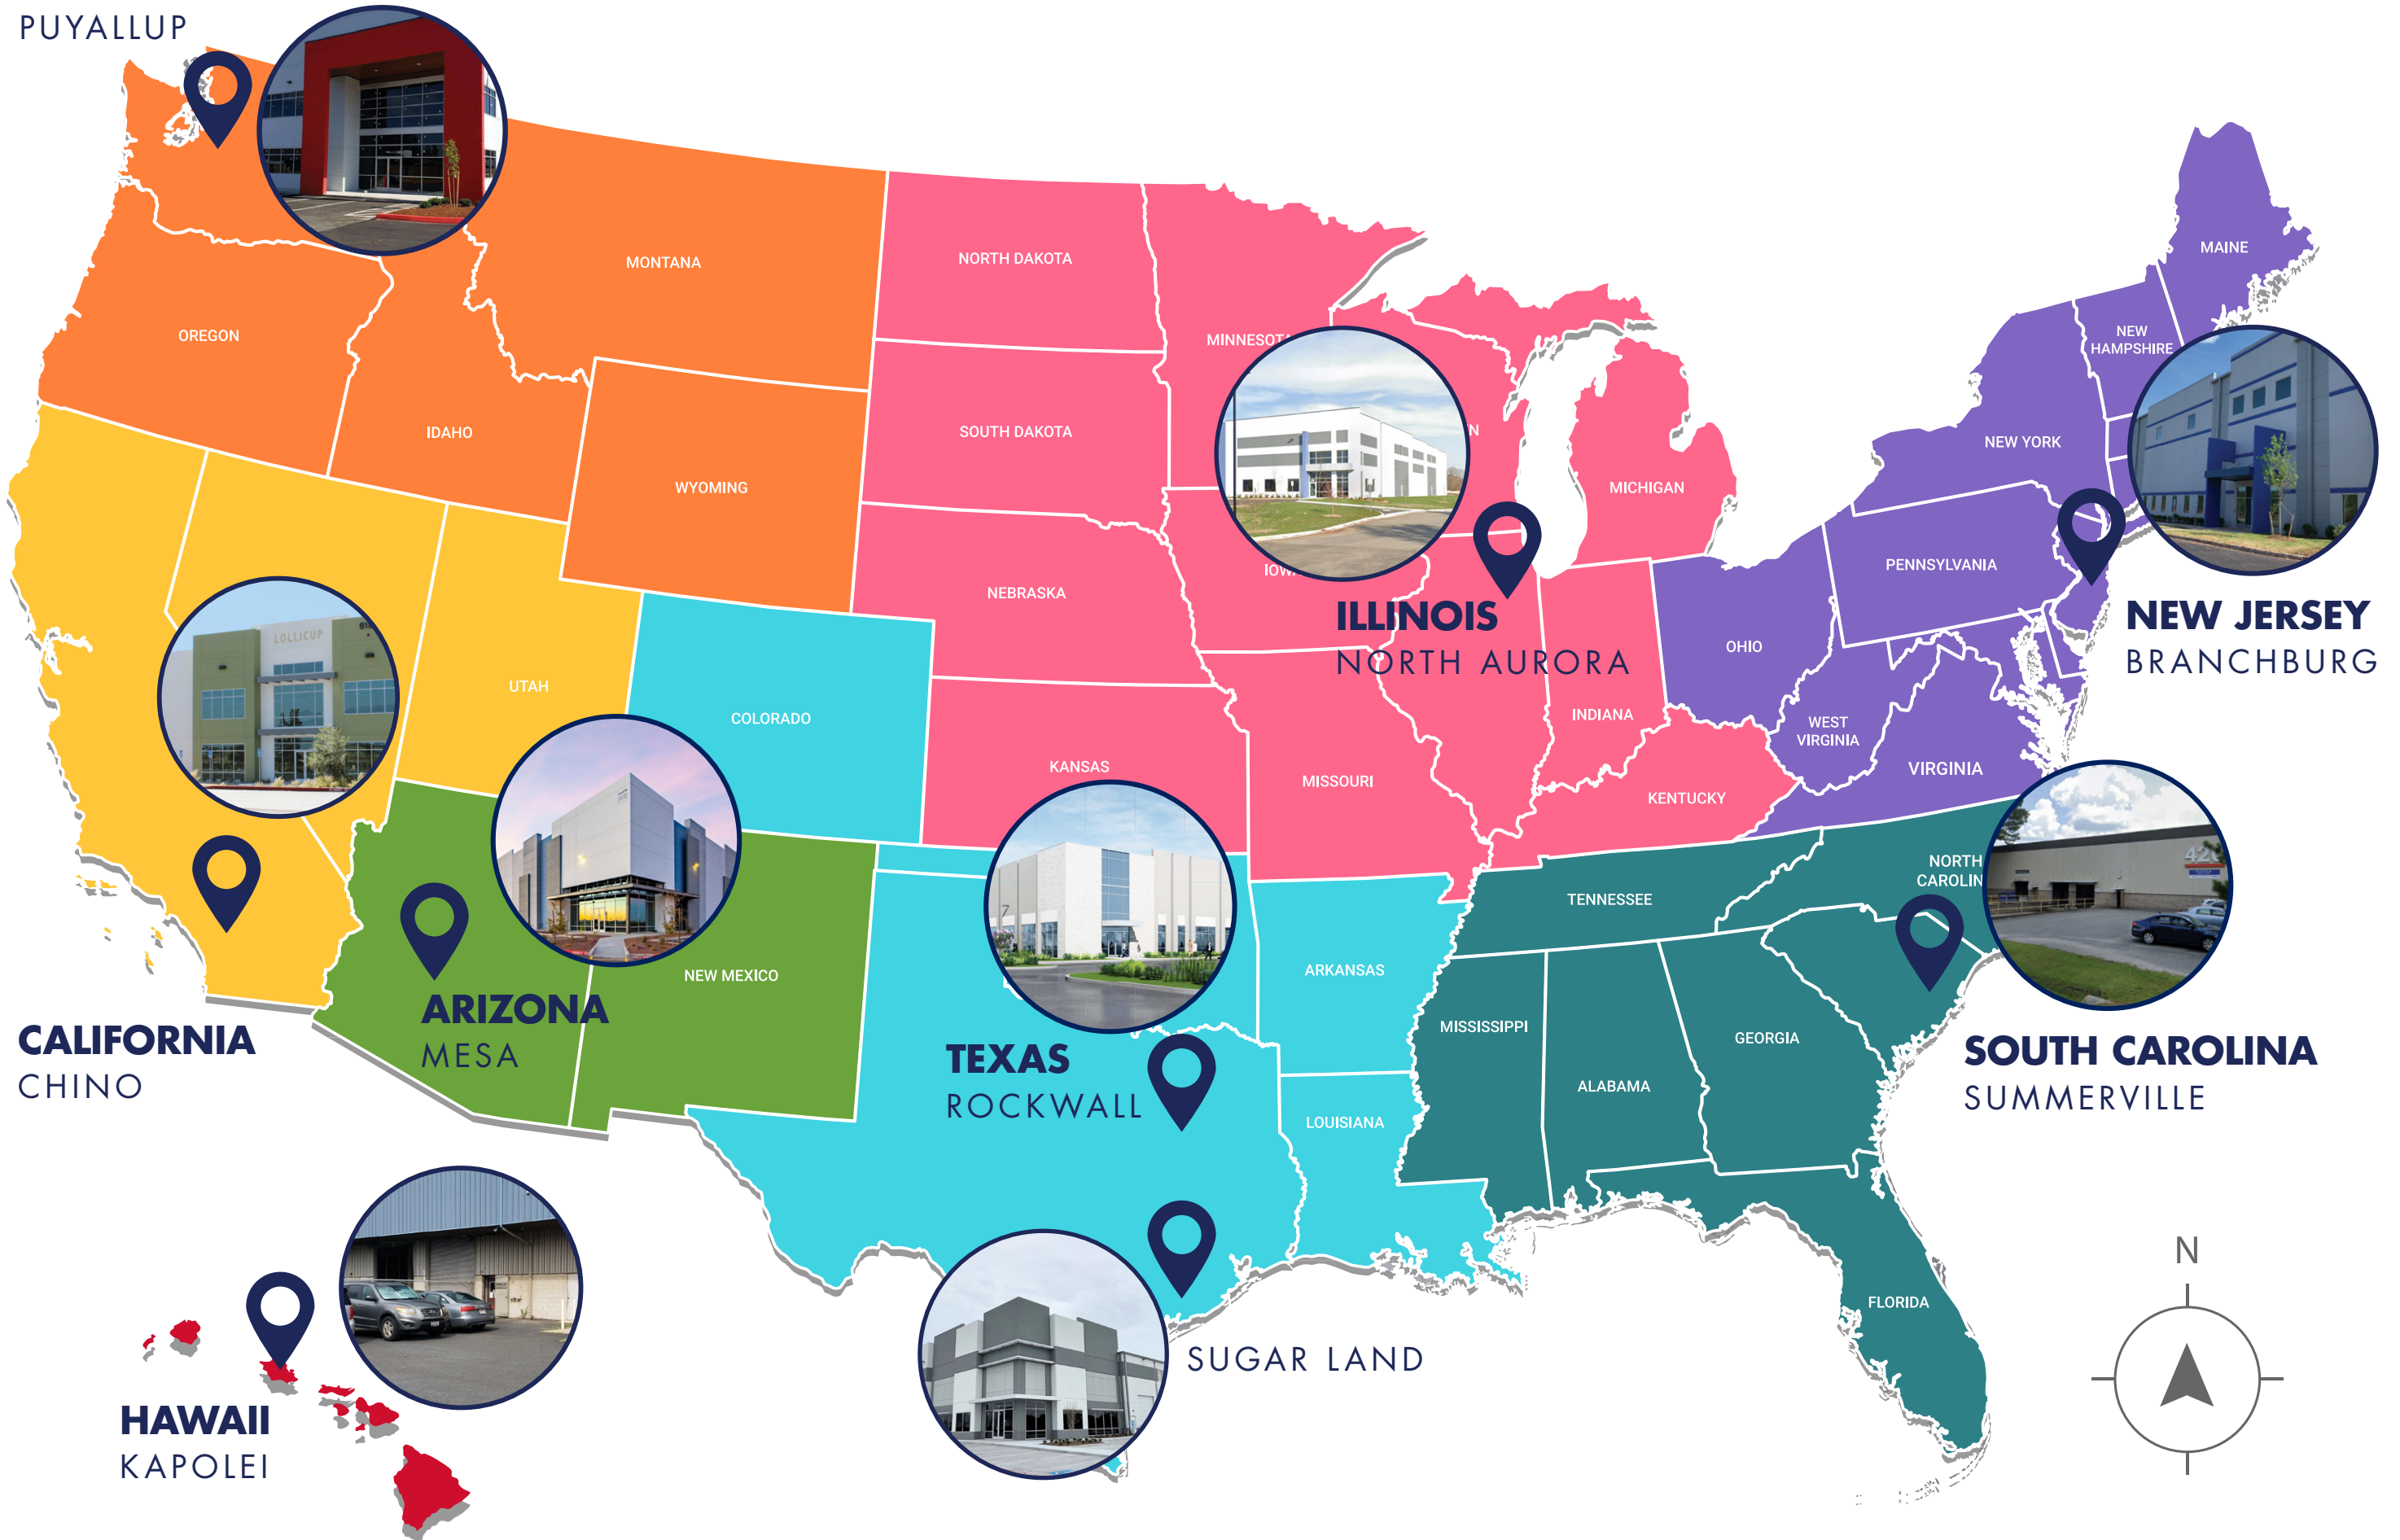 PUYALLUP
MONTANA
NORTH DAKOTA
MAINE
OREGON
MINNESOTA
NEW
HAMPSHIRE
IDAHO
SOUTH DAKOTA
NEW YORK
WYOMING
MICHIGAN
PENNSYLVANIA
NEBRASKA
ILLINOIS
NORTH AURORA
NEW JERSEY
BRANCHBURG
LOLLICUP
OHIO
UTAH
COLORADO
INDIANA
WEST
VIRGINIA
KANSAS
MISSOURI
VIRGINIA
KENTUCKY
NORTH
CAROLIN
TENNESSEE
NEW MEXICO
ARKANSAS
ARIZONA
MESA
CALIFORNIA
CHINO
TEXAS
ROCKWALL
MISSISSIPPI
GEORGIA
ALABAMA
SOUTH CAROLINA
SUMMERVILLE
LOUISIANA
N
FLORIDA
SUGAR LAND
HAWAII
KAPOLEI